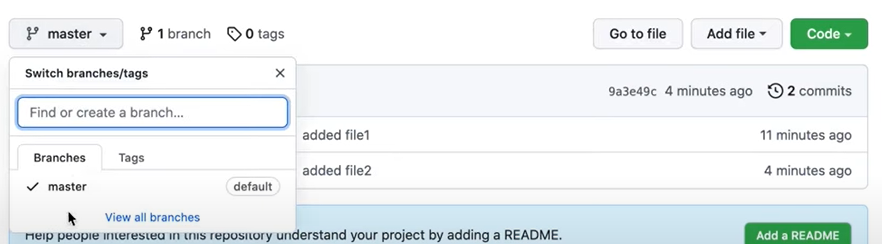 master 1 branch 0 tags Go to file Add file Code
Switch branches/tags
9a3e49c 4 minutes ago 2 commits
Find or create a branch...
added file1 11 minutes ago
Branches Tags
added file2 4 minutes ago
master default
View all branches
Help people interested in this repository understand your project by adding a README. Add a README